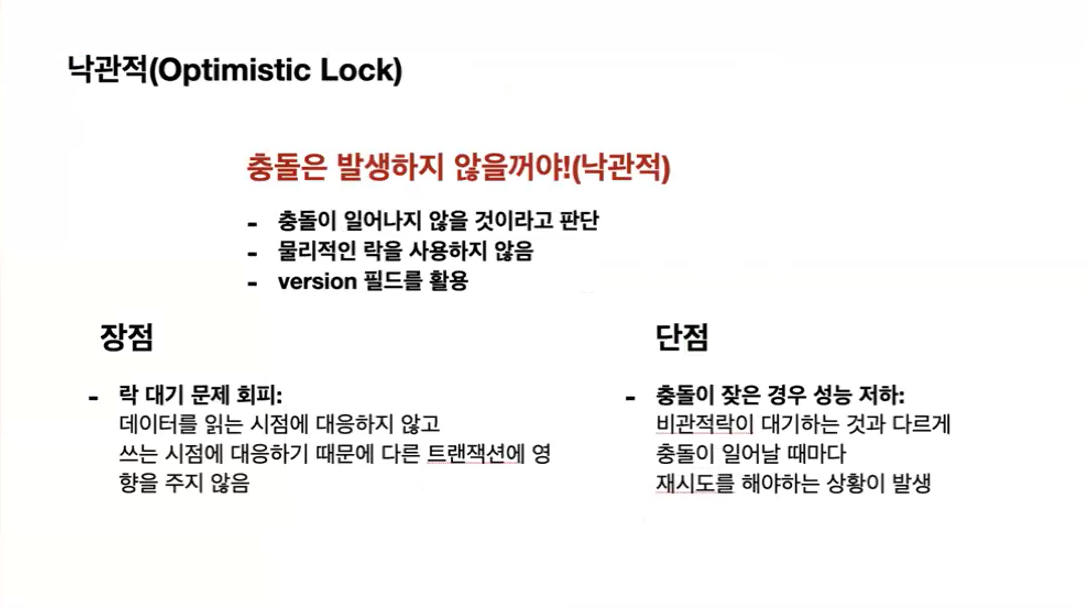 낙관적(Optimistic Lock)
충돌은 발생하지 않을꺼야!(낙관적)
- 충돌이 일어나지 않을 것이라고 판단
- 물리적인 락을 사용하지 않음
- version 필드를 활용
장점
- 락 대기 문제 회피:
데이터를 읽는 시점에 대응하지 않고
쓰는 시점에 대응하기 때문에 다른 트랜잭션에 영
향을 주지 않음
단점
- 충돌이 잦은 경우 성능 저하:
비관적락이 대기하는 것과 다르게
충돌이 일어날 때마다
재시도를 해야하는 상황이 발생